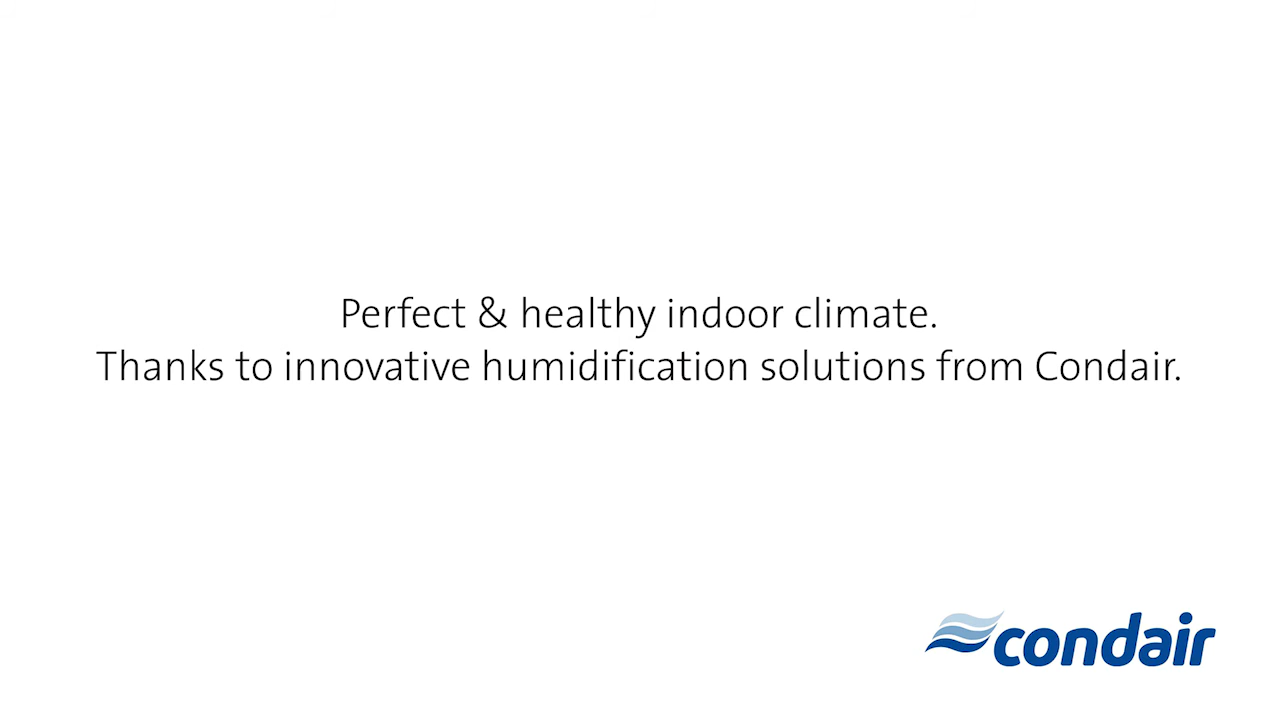 Perfect & healthy indoor climate.
Thanks to innovative humidification solutions from Condair.
condair